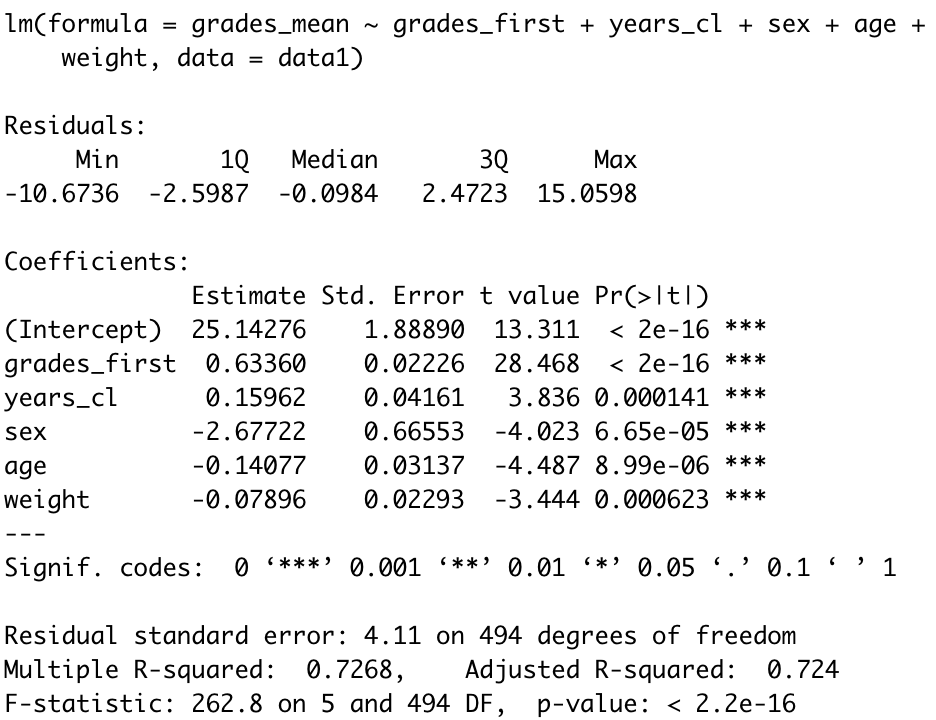 lm(formula = grades_mean ~ grades_first + years_cl + sex + age +
    weight, data = data1)

Residuals:
     Min       1Q   Median       3Q      Max
-10.6736  -2.5987  -0.0984   2.4723  15.0598

Coefficients:
             Estimate Std. Error t value Pr(>|t|)
(Intercept)  25.14276    1.88890  13.311  < 2e-16 ***
grades_first  0.63360    0.02226  28.468  < 2e-16 ***
years_cl      0.15962    0.04161   3.836 0.000141 ***
sex          -2.67722    0.66553  -4.023 6.65e-05 ***
age          -0.14077    0.03137  -4.487 8.99e-06 ***
weight       -0.07896    0.02293  -3.444 0.000623 ***
---
Signif. codes:  0 ‘***’ 0.001 ‘**’ 0.01 ‘*’ 0.05 ‘.’ 0.1 ‘ ’ 1

Residual standard error: 4.11 on 494 degrees of freedom
Multiple R-squared:  0.7268,    Adjusted R-squared:  0.724
F-statistic: 262.8 on 5 and 494 DF,  p-value: < 2.2e-16